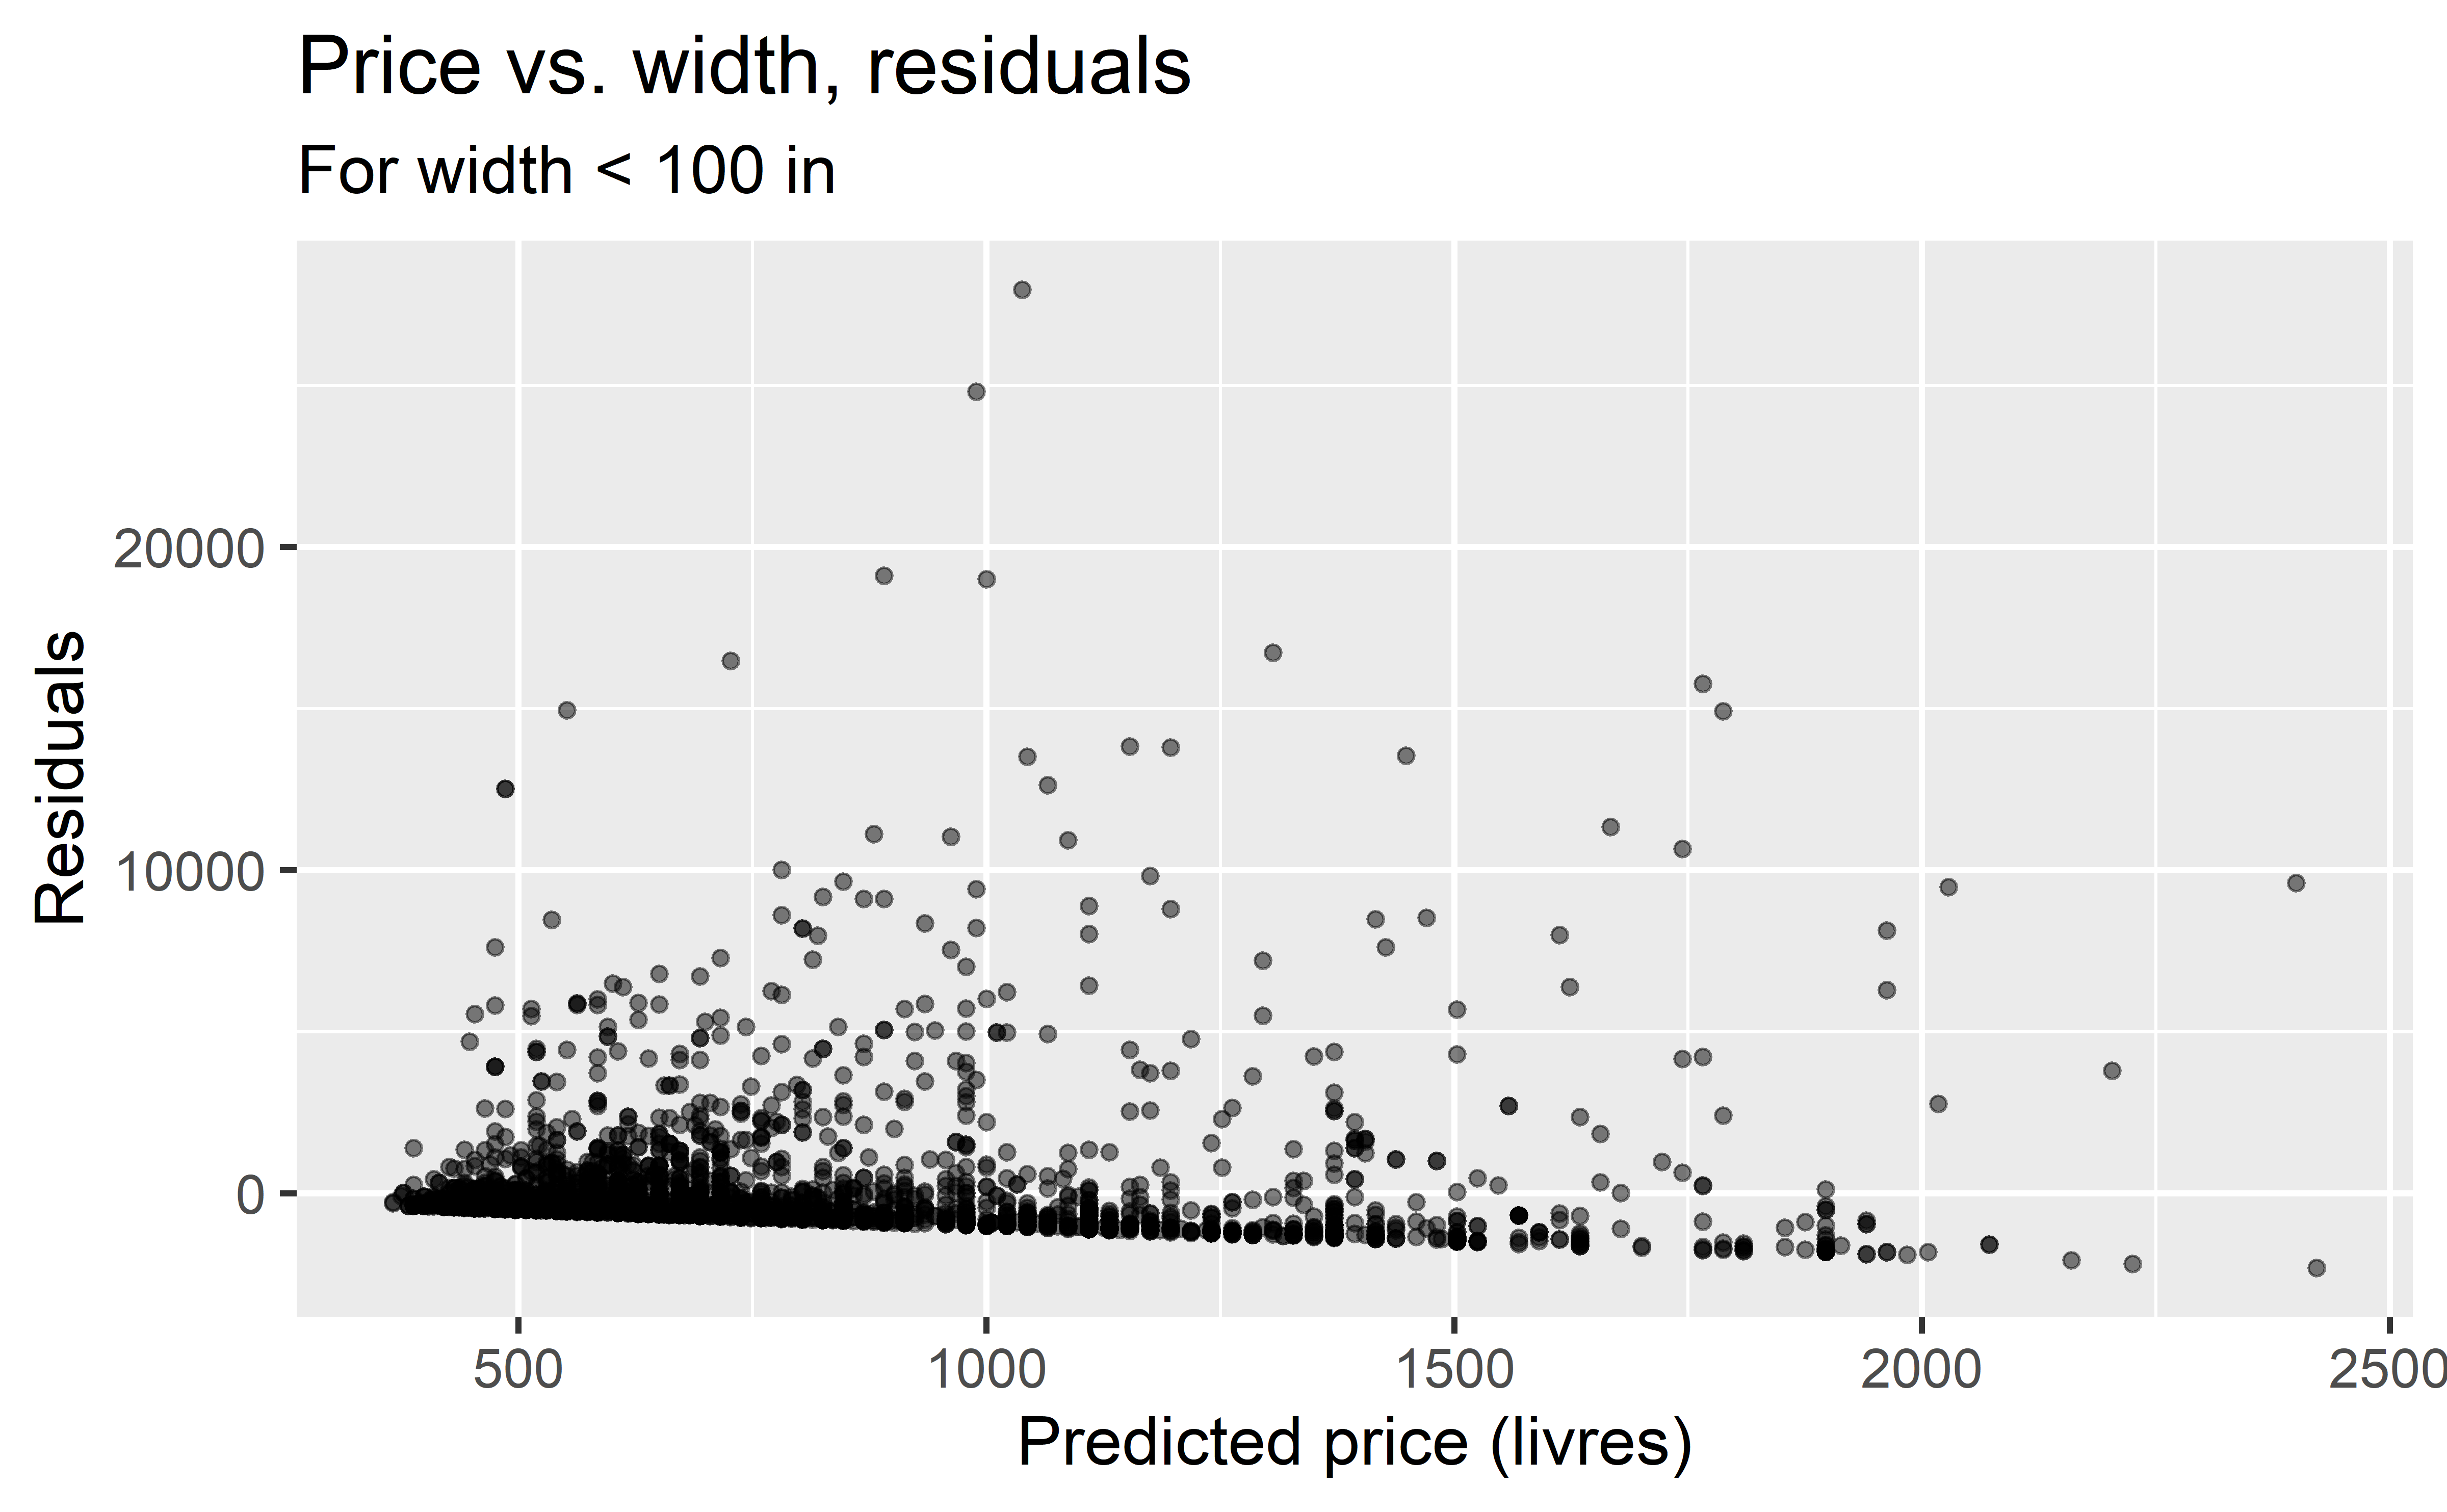 Price vs. width, residuals
For width < 100 in
Residuals
20000
10000
0
500 1000 1500 2000 2500
Predicted price (livres)